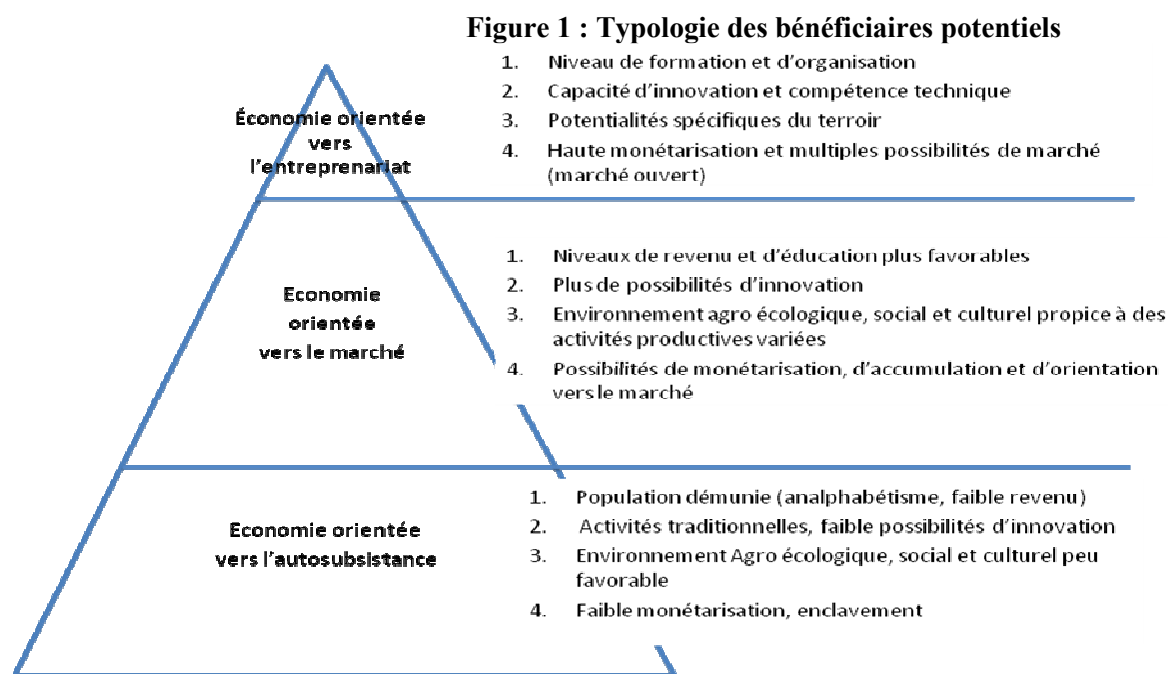 Figure 1 : Typologie des bénéficiaires potentiels
Économie orientée
vers
l'entreprenariat
1. Niveau de formation et d'organisation
2. Capacité d'innovation et compétence technique
3. Potentialités spécifiques du terroir
4. Haute monétarisation et multiples possibilités de marché
(marché ouvert)
Economie
orientée
vers le marché
1. Niveaux de revenu et d'éducation plus favorables
2. Plus de possibilités d'innovation
3. Environnement agro écologique, social et culturel propice à des
activités productives variées
4. Possibilités de monétarisation, d'accumulation et d'orientation
vers le marché
Economie orientée
vers l'autosubsistance
1. Population démunie (analphabétisme, faible revenu)
2. Activités traditionnelles, faible possibilités d'innovation
3. Environnement Agro écologique, social et culturel peu
favorable
4. Faible monétarisation, enclavement